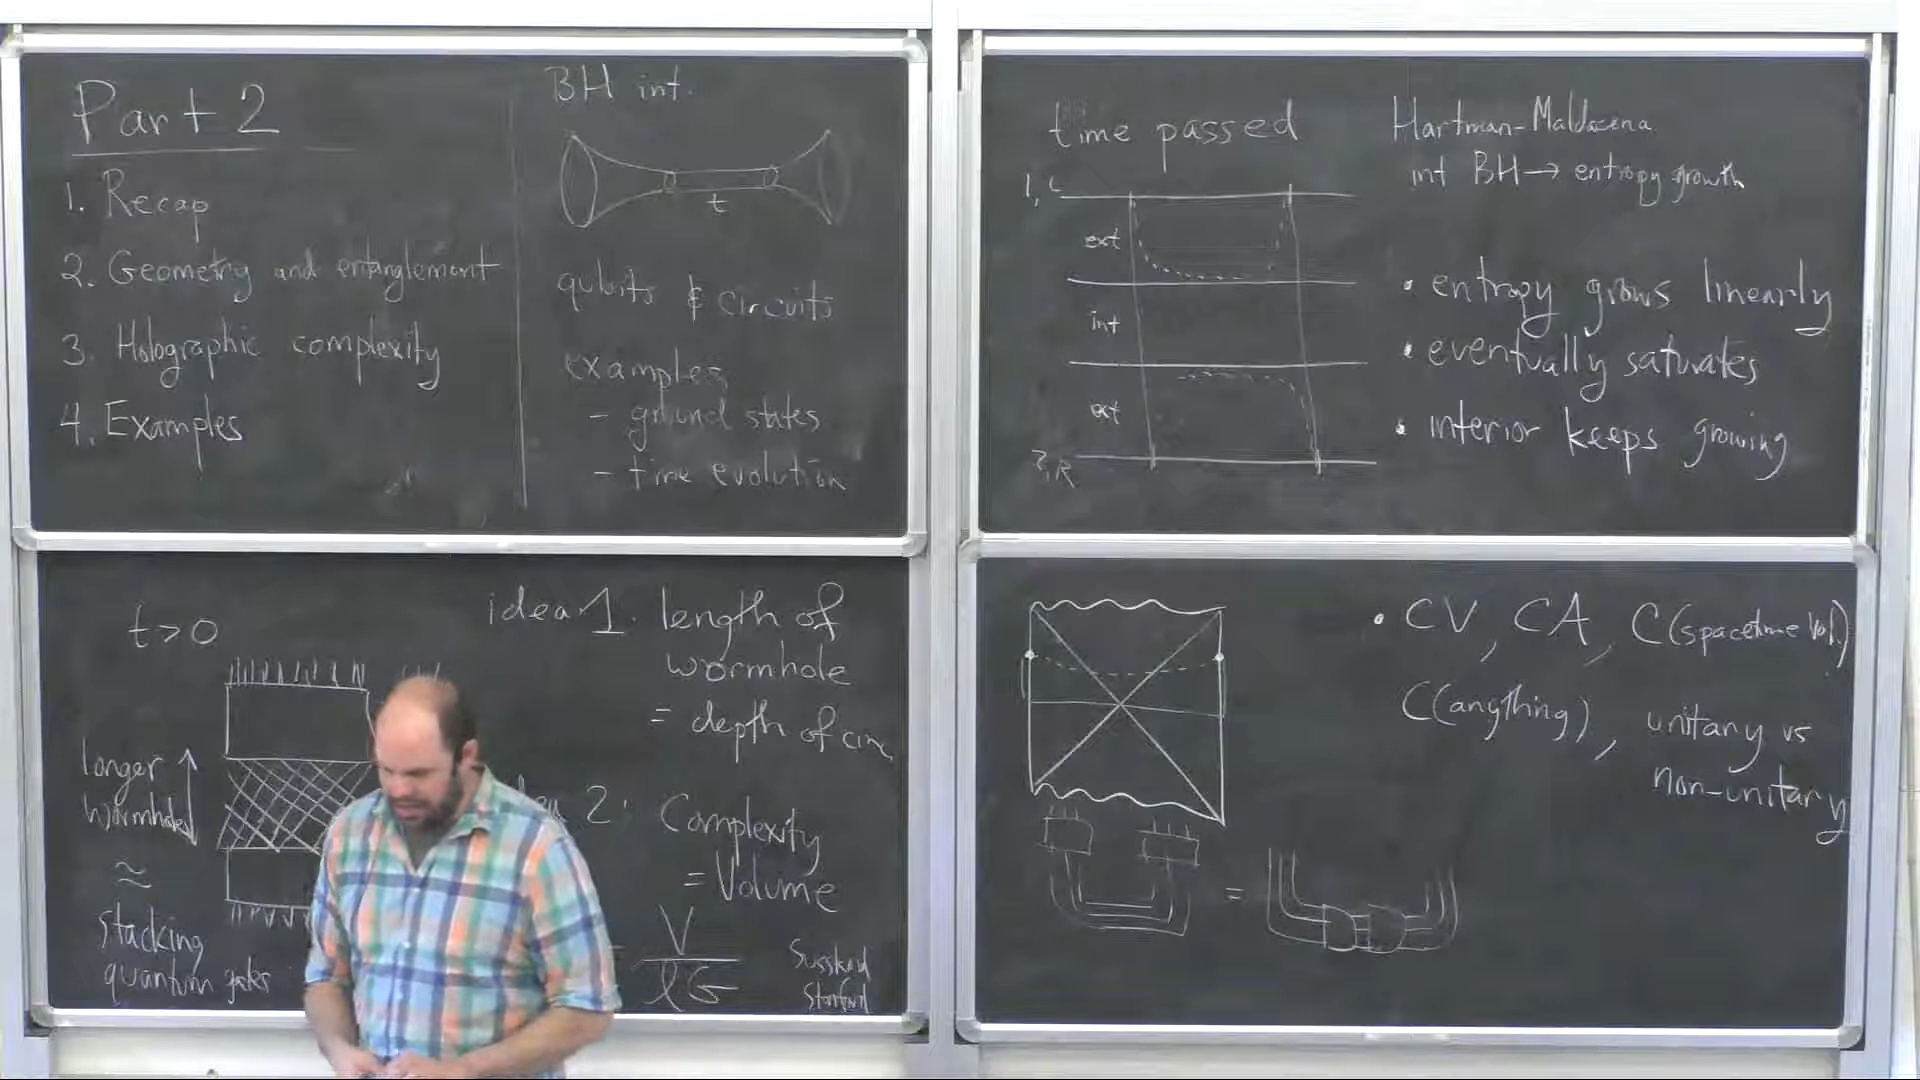 Part 2
1. Recap
2. Geometry and entanglement
3. Holographic complexity
4. Examples
BH int.
t
qubits & circuits
examples
- ground states
- time evolution
time passed
1, L
ext
int
ext
2, R
Hartman-Maldacena
int BH → entropy growth
• entropy grows linearly
• eventually saturates
• interior keeps growing
t>0
longer
wormhole
≈
stacking
quantum gates
idea 1. length of
wormhole
= depth of circ
2: Complexity
= Volume
= V
lG
Susskind
Stanford
• CV, CA, C(spacetime Vol.)
C(anything), unitary vs
non-unitary
=